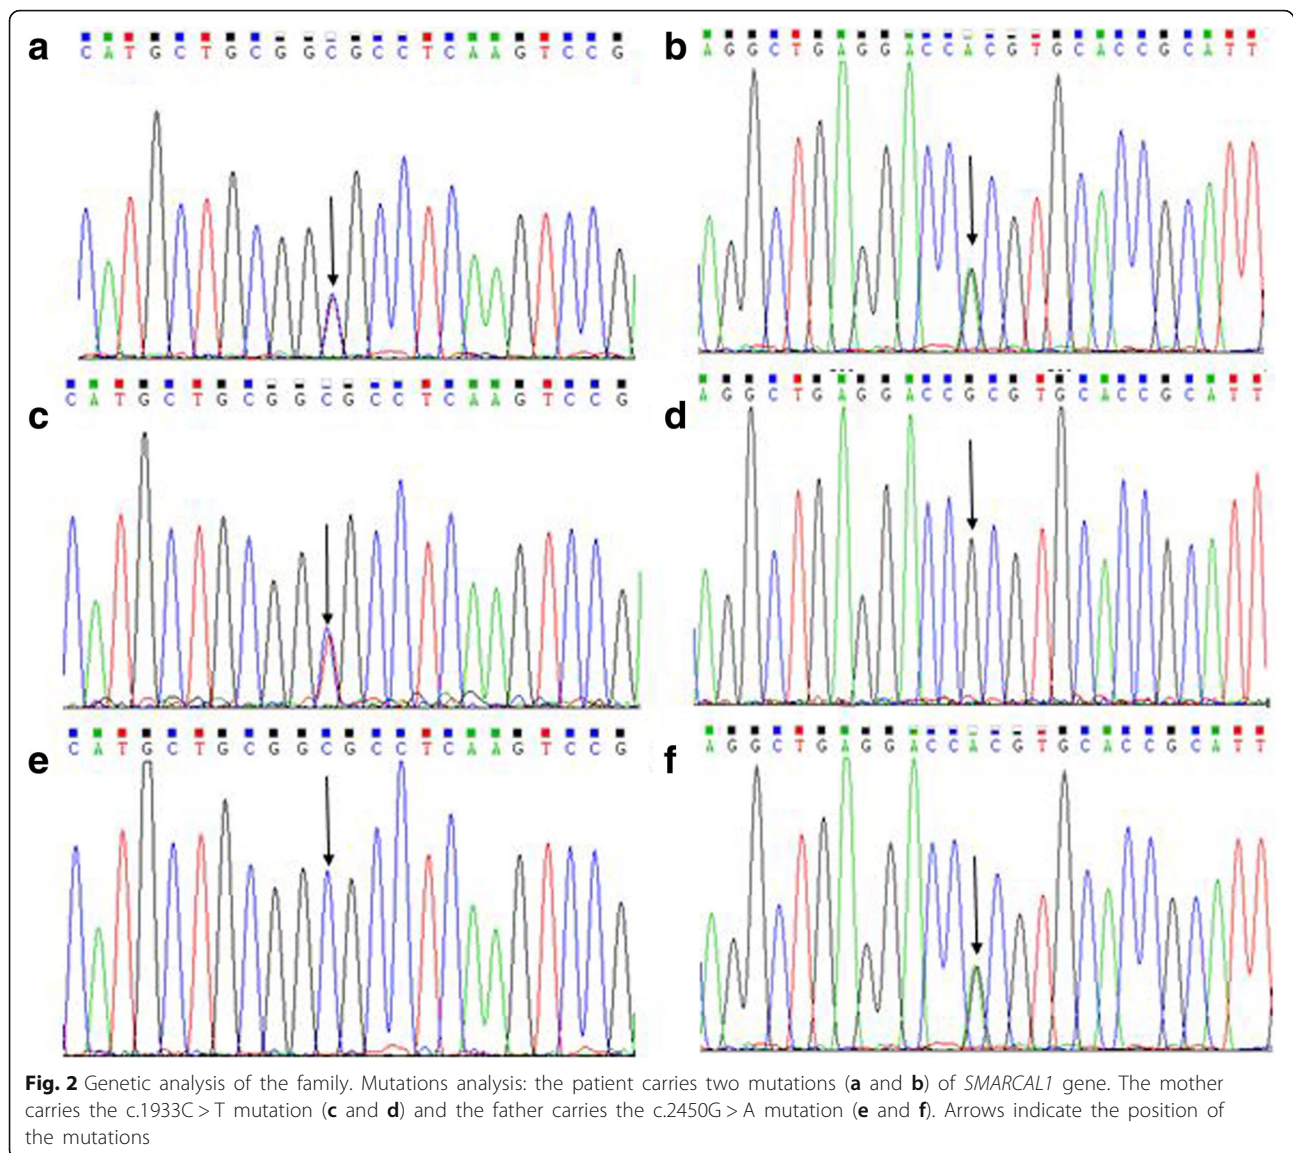 a
C A T G C T G C G G C G C C T C A A G T C C G
b
A G G C T G A G G A C C A C G T G C A C C G C A T T
c
C A T G C T G C G G C G C C T C A A G T C C G
d
A G G C T G A G G A C C G C G T G C A C C G C A T T
e
C A T G C T G C G G C G C C T C A A G T C C G
f
A G G C T G A G G A C C A C G T G C A C C G C A T T
Fig. 2 Genetic analysis of the family. Mutations analysis: the patient carries two mutations (a and b) of SMARCAL1 gene. The mother
carries the c.1933C > T mutation (c and d) and the father carries the c.2450G > A mutation (e and f). Arrows indicate the position of
the mutations